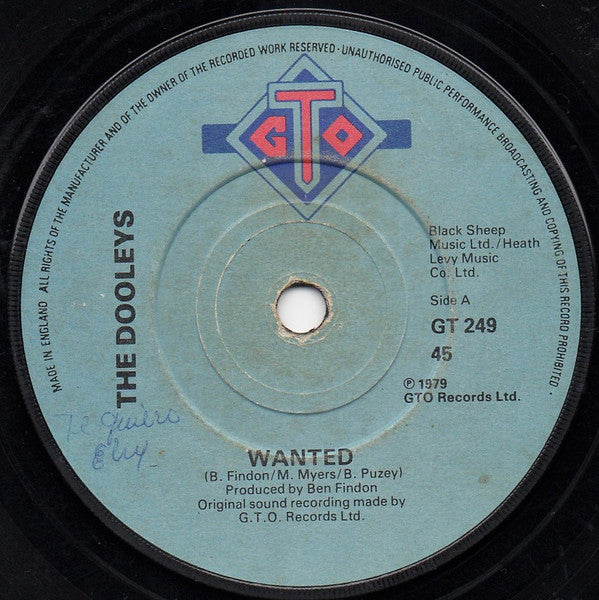 MADE IN ENGLAND ALL RIGHTS OF THE MANUFACTURER AND OF THE OWNER OF THE RECORDED WORK RESERVED · UNAUTHORISED PUBLIC PERFORMANCE BROADCASTING AND COPYING OF THIS RECORD PROHIBITED ·
GTO
THE DOOLEYS
Black Sheep
Music Ltd./Heath
Levy Music
Co. Ltd.
Side A
GT 249
45
℗ 1979
GTO Records Ltd.
Te quiero
WANTED
(B. Findon/M. Myers/B. Puzey)
Produced by Ben Findon
Original sound recording made by
G.T.O. Records Ltd.